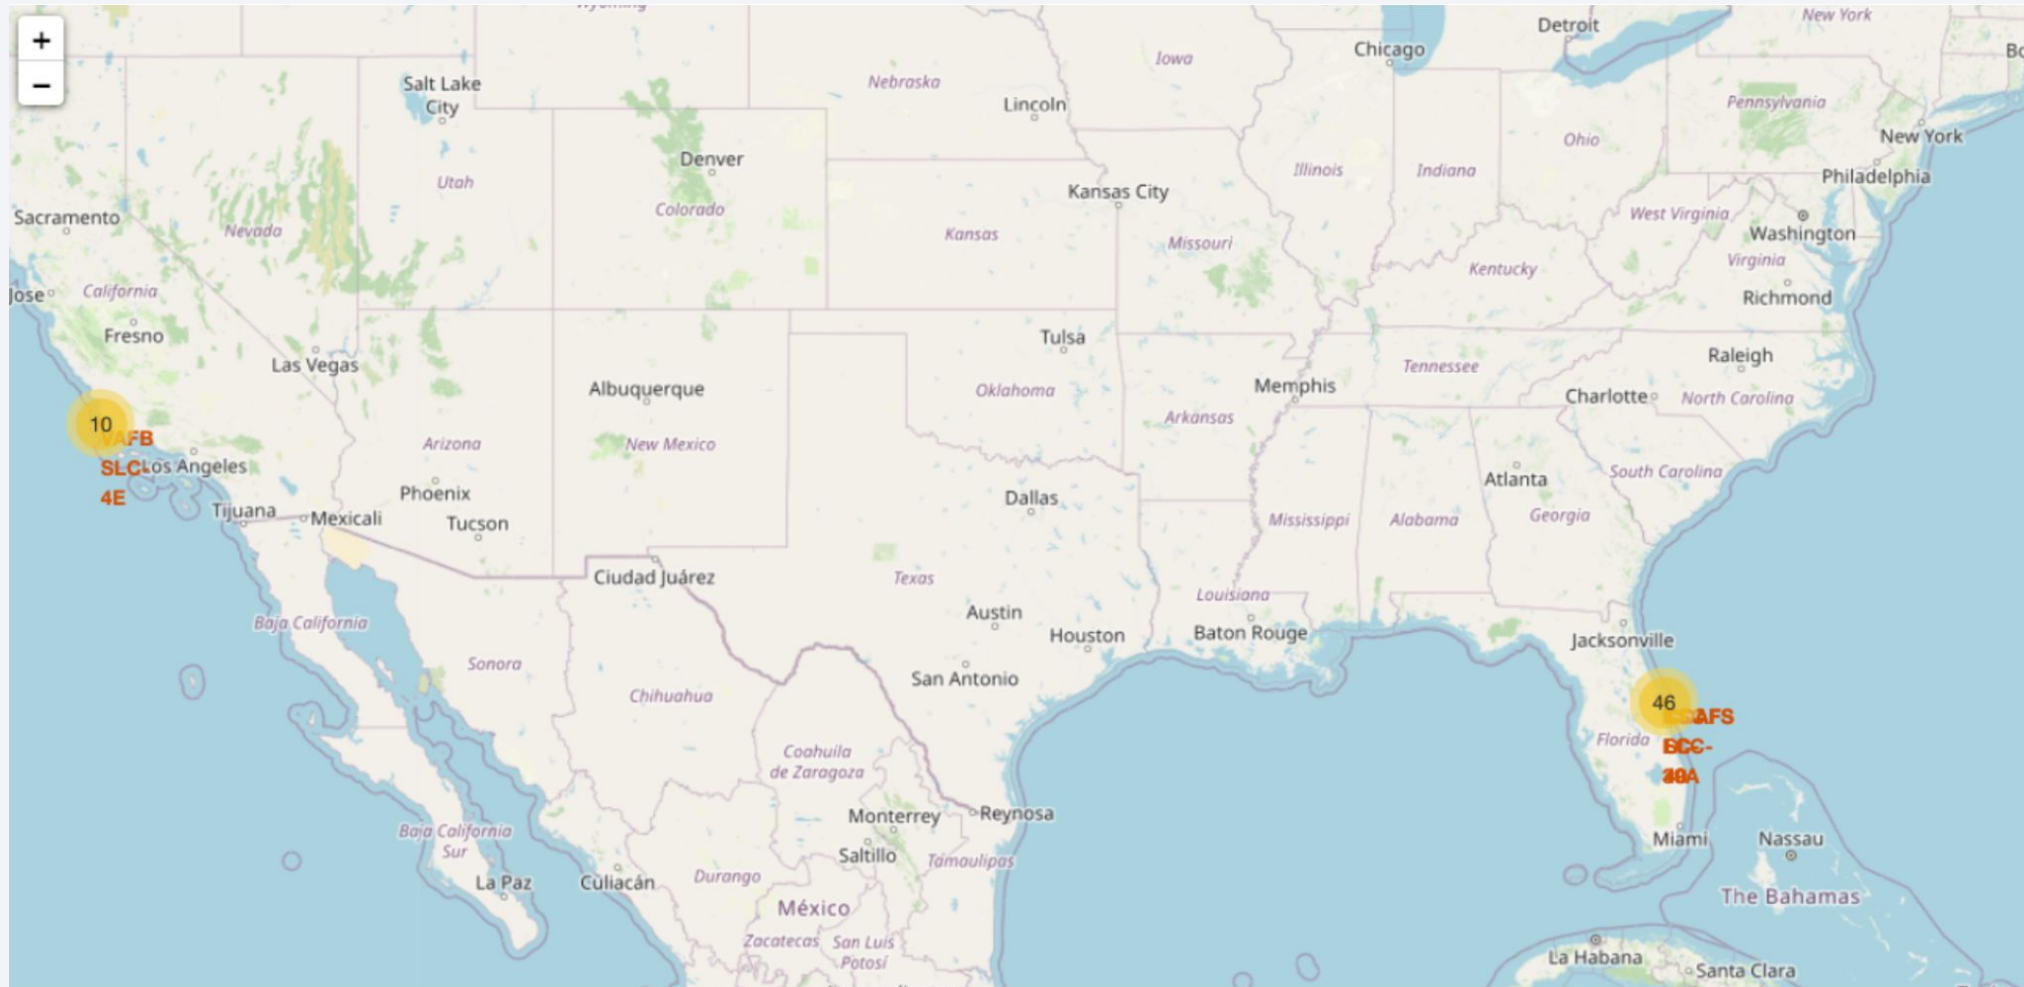 Wyoming
Detroit
New York
+
Chicago
Iowa
Bo
−
Salt Lake
City
Nebraska
Lincoln
Pennsylvania
New York
Ohio
Denver
Illinois
Indiana
Philadelphia
Utah
Kansas City
Colorado
West Virginia
Sacramento
Nevada
Kansas
Missouri
Washington
Virginia
Kentucky
Jose
California
Richmond
Fresno
Tulsa
Las Vegas
Raleigh
Tennessee
Albuquerque
Oklahoma
Memphis
Charlotte
North Carolina
10
Arkansas
VAFB
SLC-
4E
Los Angeles
Arizona
New Mexico
South Carolina
Atlanta
Phoenix
Dallas
Tijuana
Mexicali
Tucson
Mississippi
Alabama
Georgia
Ciudad Juárez
Texas
Louisiana
Baja California
Austin
Houston
Baton Rouge
Jacksonville
Sonora
San Antonio
Chihuahua
46
Florida
Coahuila
de Zaragoza
Monterrey
Reynosa
Baja California
Sur
Miami
Nassau
Saltillo
Tamaulipas
La Paz
Culiacán
Durango
The Bahamas
México
Zacatecas
San Luis
Potosí
La Habana
Santa Clara